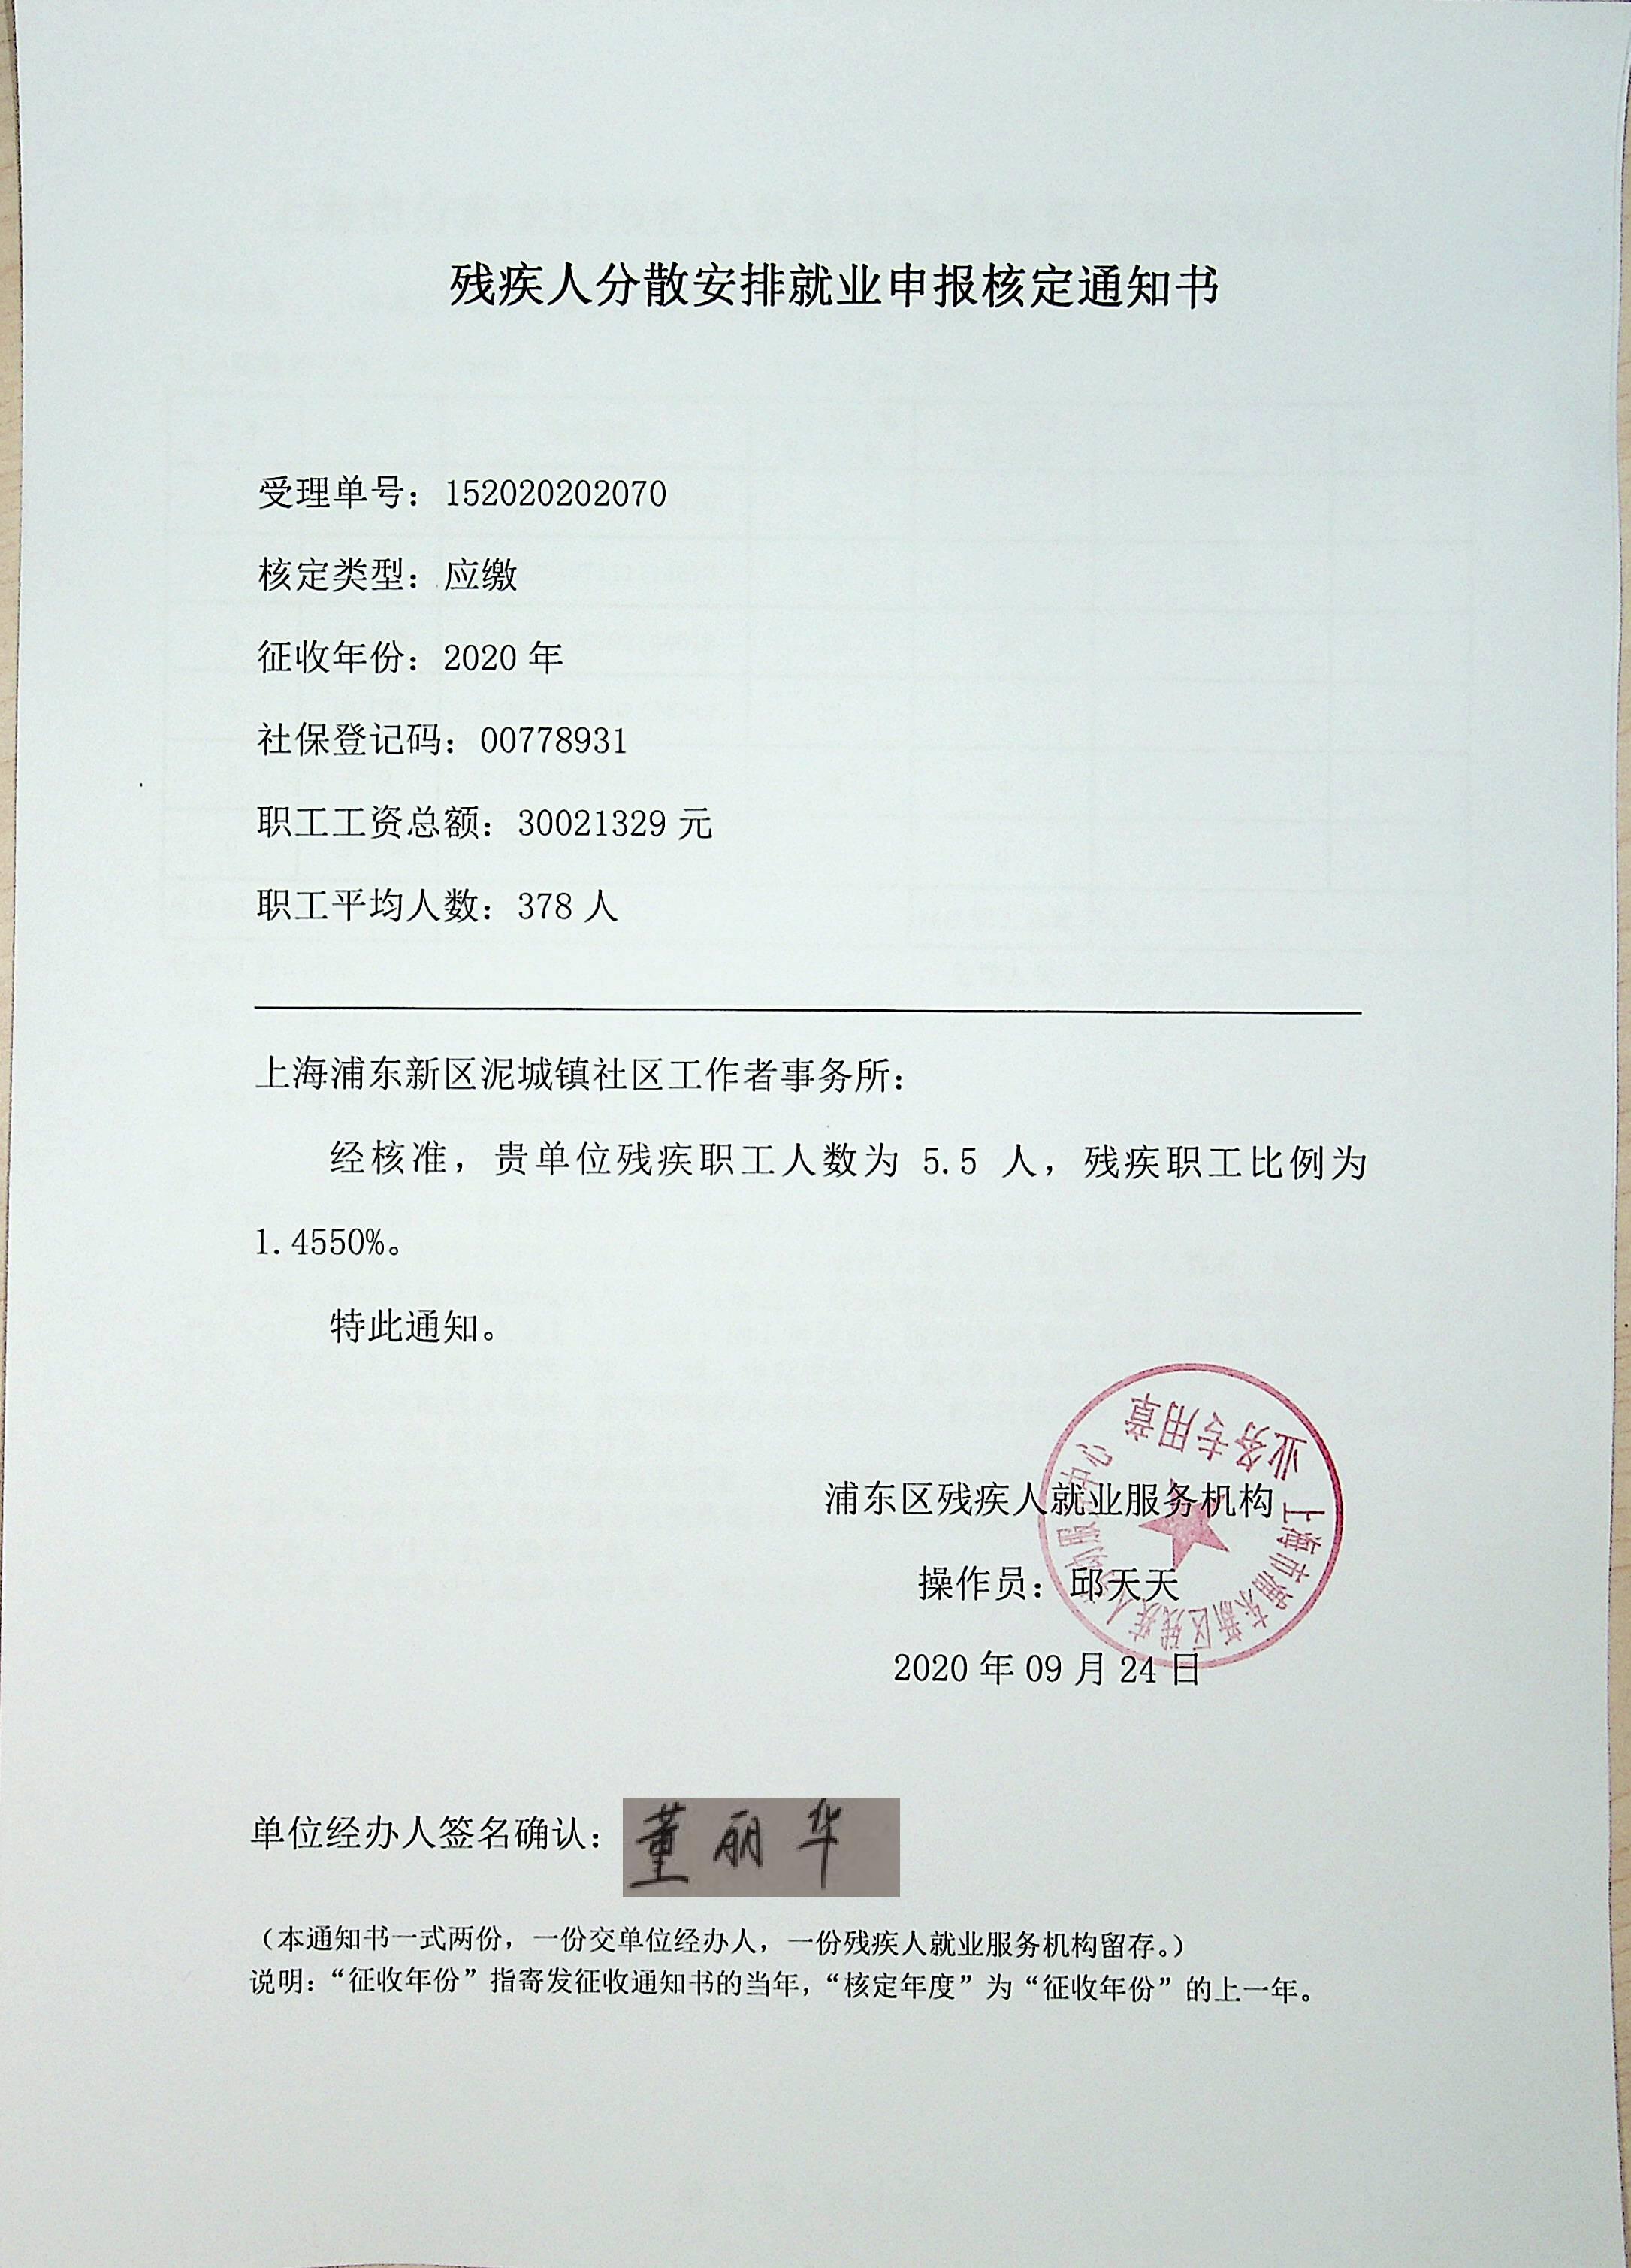 残疾人分散安排就业申报核定通知书
受理单号：152020202070
核定类型：应缴
征收年份：2020 年
社保登记码：00778931
职工工资总额：30021329 元
职工平均人数：378 人
上海浦东新区泥城镇社区工作者事务所：
经核准，贵单位残疾职工人数为 5.5 人，残疾职工比例为
1.4550%。
特此通知。
浦东区残疾人就业服务机构
操作员：邱天天
2020 年 09 月 24 日
上海市浦东新区残疾人劳动服务中心
业务专用章
单位经办人签名确认：董丽华
（本通知书一式两份，一份交单位经办人，一份残疾人就业服务机构留存。）
说明：“征收年份”指寄发征收通知书的当年，“核定年度”为“征收年份”的上一年。